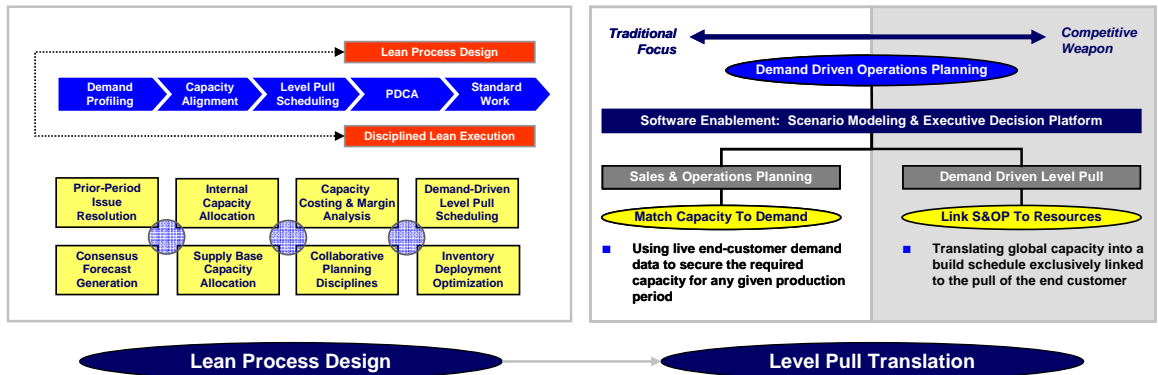 Lean Process Design
Demand
Profiling
Capacity
Alignment
Level Pull
Scheduling
PDCA
Standard
Work
Disciplined Lean Execution
Prior-Period
Issue
Resolution
Internal
Capacity
Allocation
Capacity
Costing & Margin
Analysis
Demand-Driven
Level Pull
Scheduling
Consensus
Forecast
Generation
Supply Base
Capacity
Allocation
Collaborative
Planning
Disciplines
Inventory
Deployment
Optimization
Traditional
Focus
Competitive
Weapon
Demand Driven Operations Planning
Software Enablement: Scenario Modeling & Executive Decision Platform
Sales & Operations Planning
Match Capacity To Demand
Using live end-customer demand
data to secure the required
capacity for any given production
period
Demand Driven Level Pull
Link S&OP To Resources
Translating global capacity into a
build schedule exclusively linked
to the pull of the end customer
Lean Process Design
Level Pull Translation